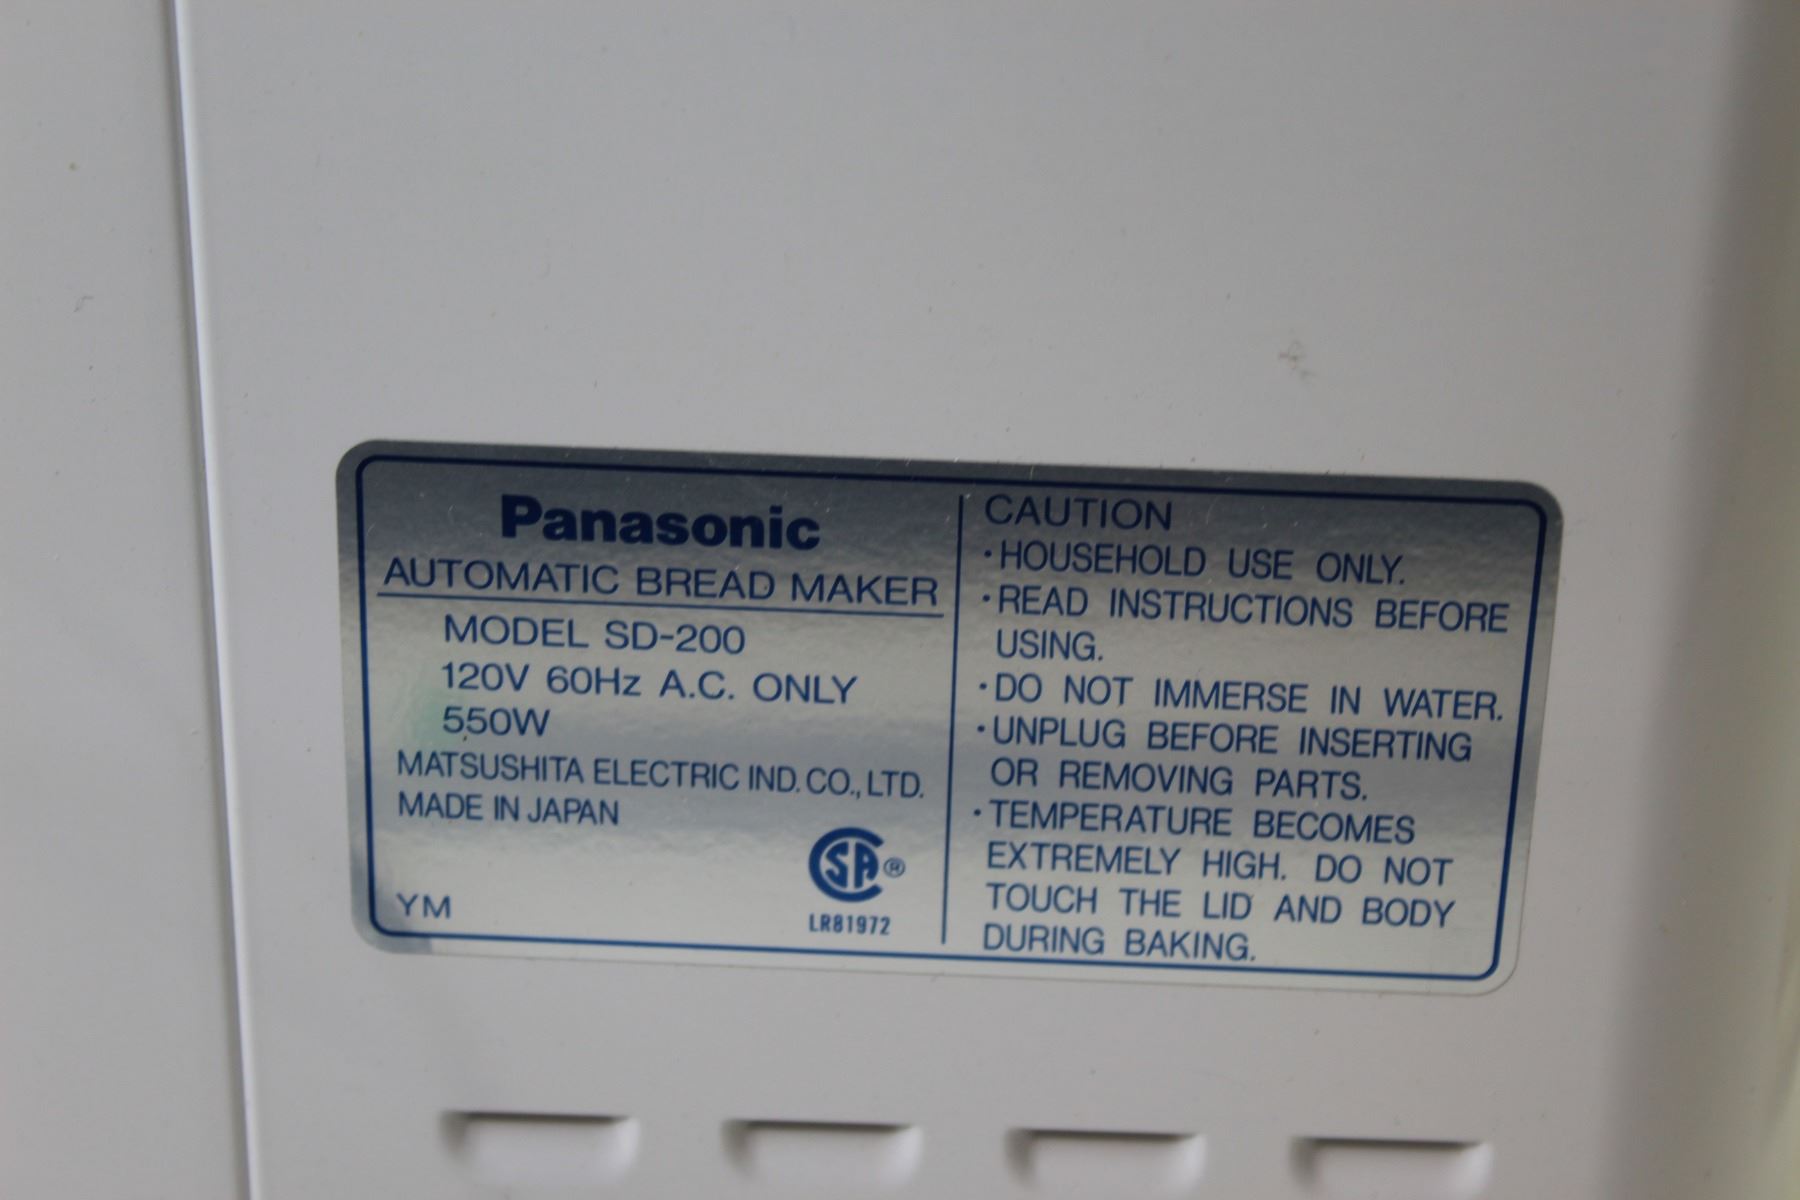 Panasonic
AUTOMATIC BREAD MAKER
MODEL SD-200
120V 60Hz A.C. ONLY
550W
MATSUSHITA ELECTRIC IND. CO., LTD.
MADE IN JAPAN
YM
SA®
LR81972
CAUTION
·HOUSEHOLD USE ONLY.
·READ INSTRUCTIONS BEFORE
USING.
·DO NOT IMMERSE IN WATER.
·UNPLUG BEFORE INSERTING
OR REMOVING PARTS.
·TEMPERATURE BECOMES
EXTREMELY HIGH. DO NOT
TOUCH THE LID AND BODY
DURING BAKING.